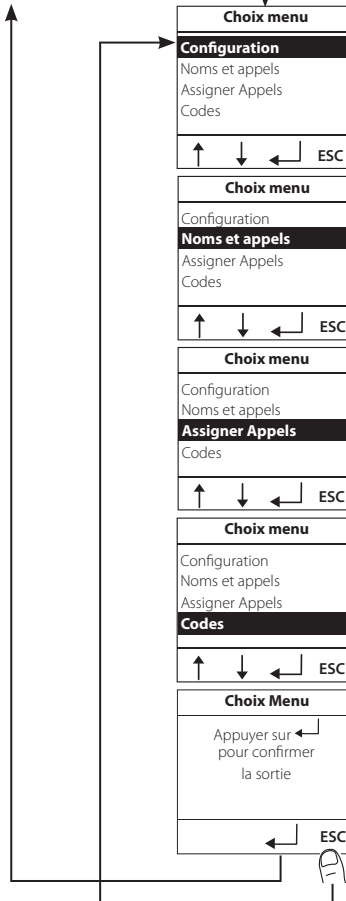 Choix menu
Configuration
Noms et appels
Assigner Appels
Codes
ESC
Choix menu
Configuration
Noms et appels
Assigner Appels
Codes
ESC
Choix menu
Configuration
Noms et appels
Assigner Appels
Codes
ESC
Choix menu
Configuration
Noms et appels
Assigner Appels
Codes
ESC
Choix Menu
Appuyer sur
pour confirmer
la sortie
ESC